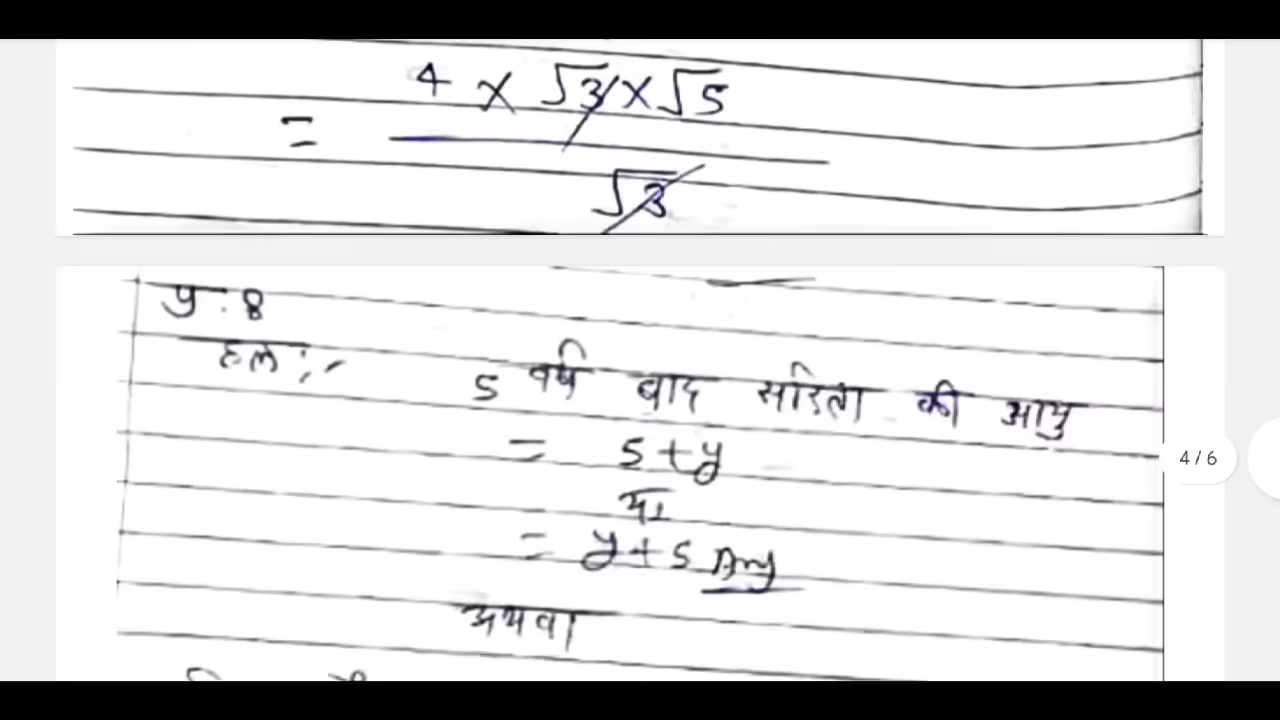 4 × √3 × √5
=
√3
प्र.8
हल :-
5 वर्ष बाद सरिता की आयु
= 5 + y
या
= y + 5 Ans
अथवा
4 / 6